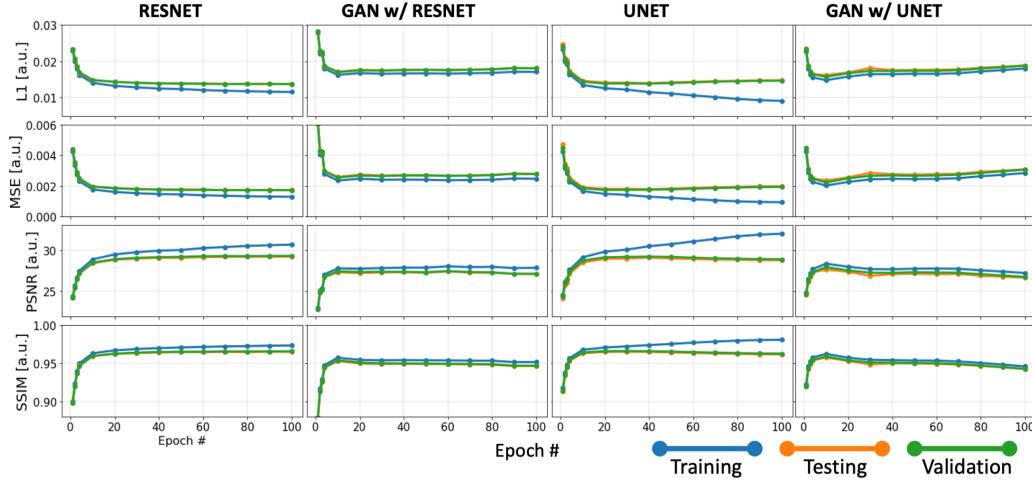 RESNET
GAN w/ RESNET
UNET
GAN w/ UNET
L1 [a.u.]
0.03
0.02
0.01
MSE [a.u.]
0.006
0.004
0.002
0.000
PSNR [a.u.]
30
25
SSIM [a.u.]
1.00
0.95
0.90
0 20 40 60 80 100
0 20 40 60 80 100
0 20 40 60 80 100
0 20 40 60 80 100
Epoch #
Epoch #
Training
Testing
Validation